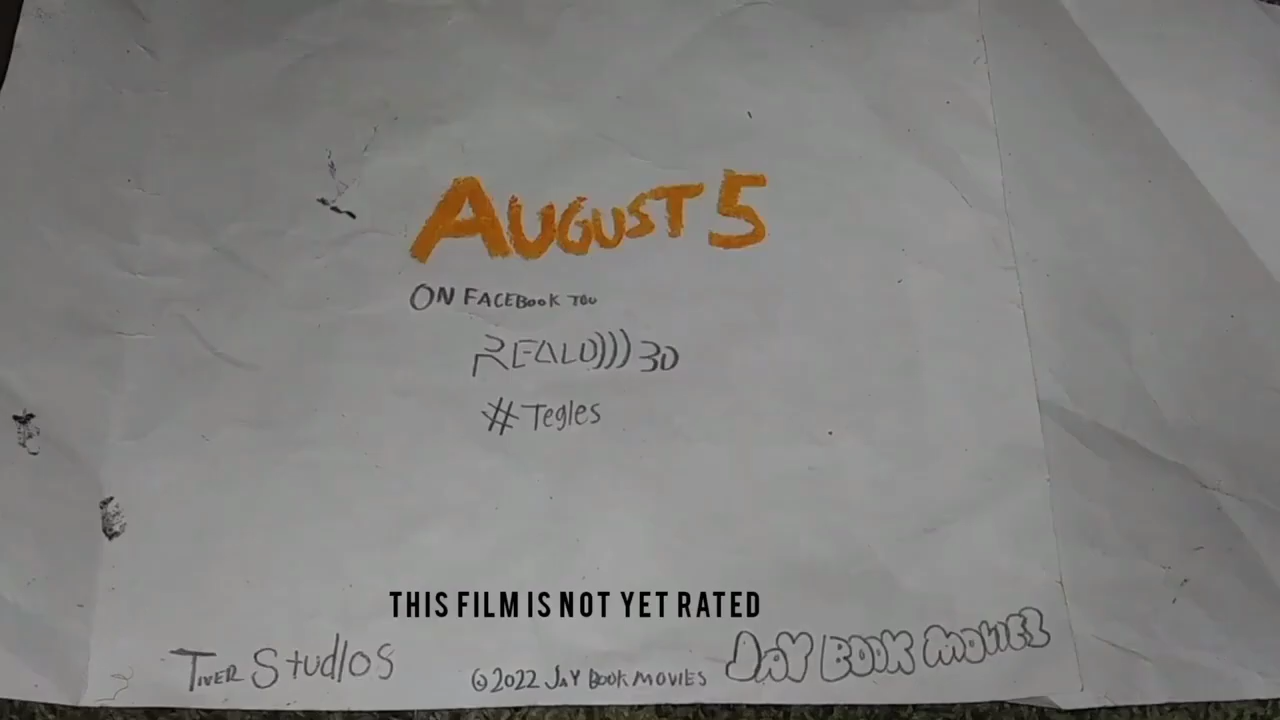 AUGUST 5
ON FACEBOOK TOO
REALD))) 3D
#Tegles
THIS FILM IS NOT YET RATED
Studios
©2022 JAY BOOK MOVIES
JAY BOOK MOVIES